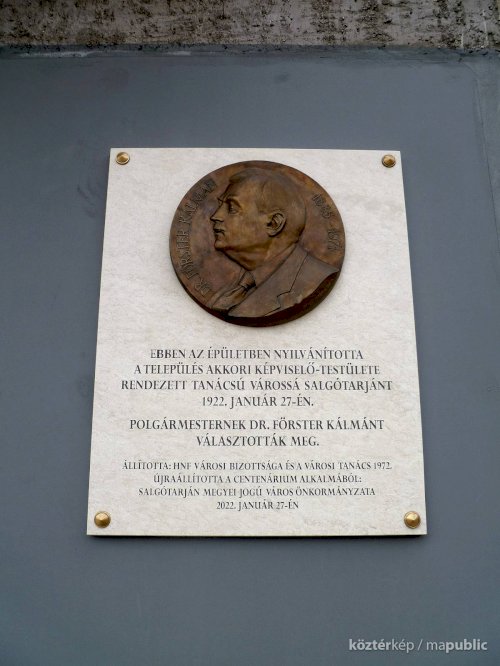 DR. FÖRSTER KÁLMÁN
EBBEN AZ ÉPÜLETBEN NYILVÁNÍTOTTA
A TELEPÜLÉS AKKORI KÉPVISELŐ-TESTÜLETE
RENDEZETT TANÁCSÚ VÁROSSÁ SALGÓTARJÁNT
1922. JANUÁR 27-ÉN.
POLGÁRMESTERNEK DR. FÖRSTER KÁLMÁNT
VÁLASZTOTTÁK MEG.
ÁLLÍTOTTA: HNF VÁROSI BIZOTTSÁGA ÉS A VÁROSI TANÁCS 1972.
ÚJRAÁLLÍTOTTA A CENTENÁRIUM ALKALMÁBÓL:
SALGÓTARJÁN MEGYEI JOGÚ VÁROS ÖNKORMÁNYZATA
2022. JANUÁR 27-ÉN
köztérkép / mapublic